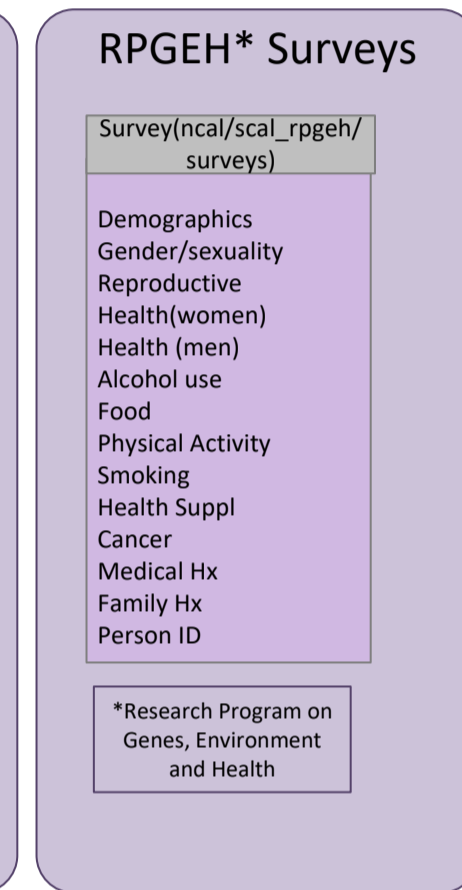 RPGEH* Surveys
Survey(ncal/scal_rpgeh/
surveys)
Demographics
Gender/sexuality
Reproductive
Health(women)
Health (men)
Alcohol use
Food
Physical Activity
Smoking
Health Suppl
Cancer
Medical Hx
Family Hx
Person ID
*Research Program on
Genes, Environment
and Health